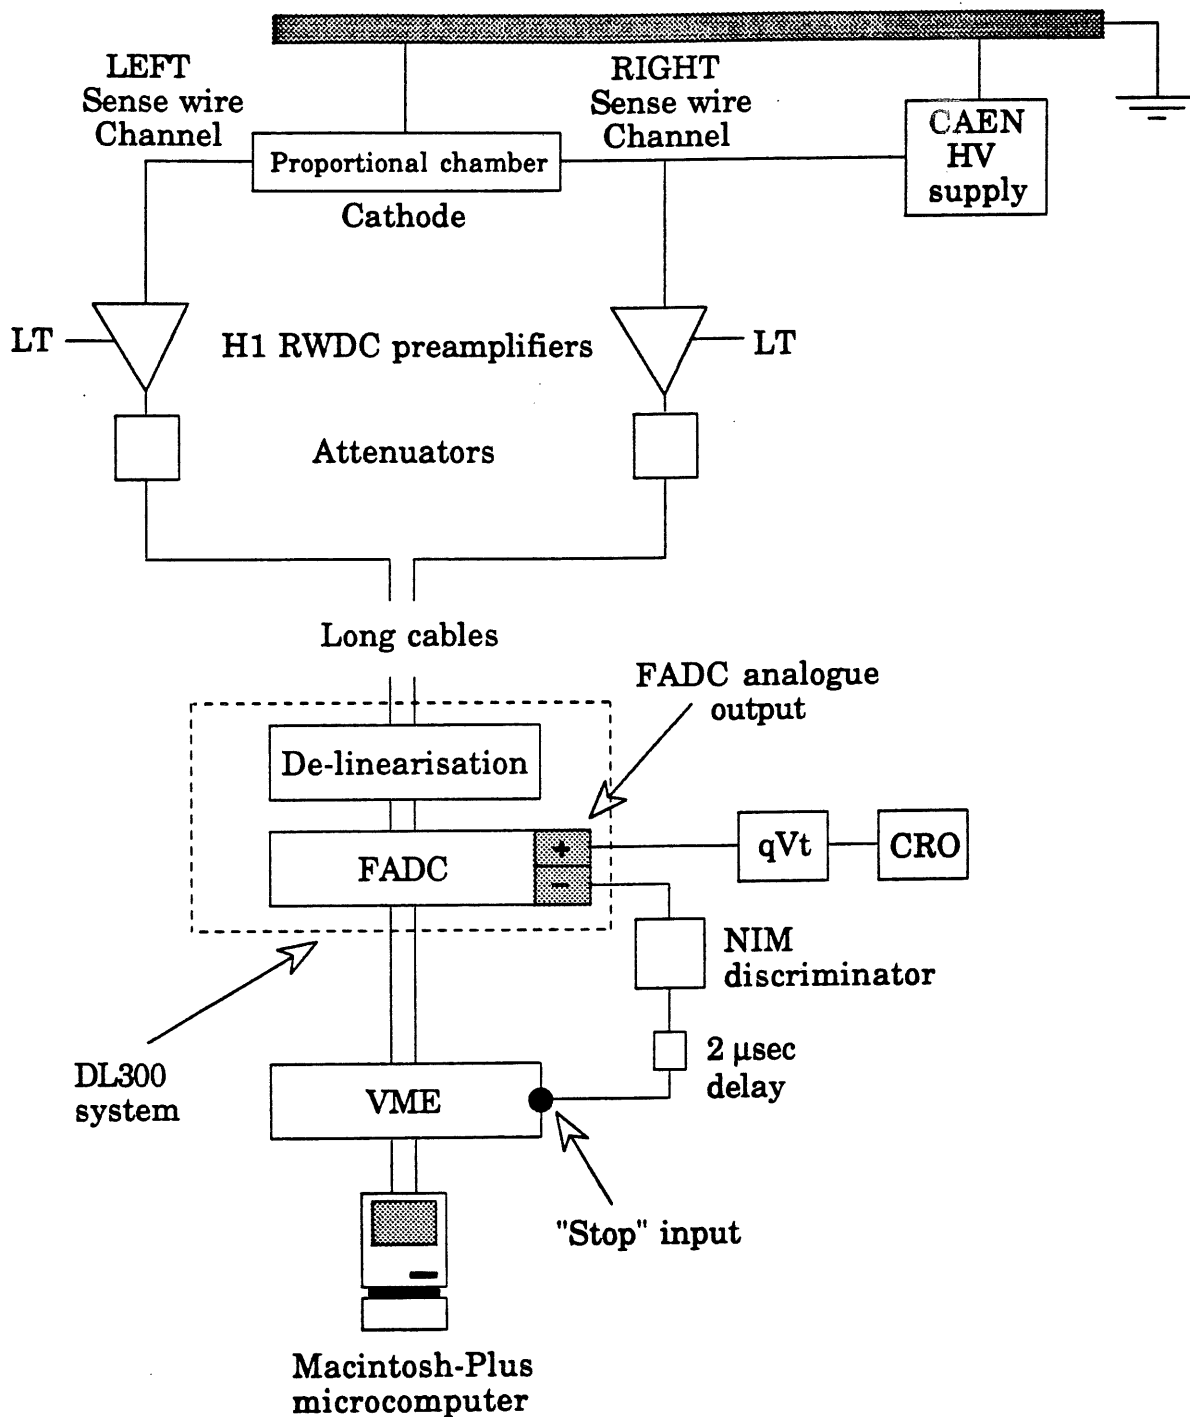 LEFT
Sense wire
Channel
RIGHT
Sense wire
Channel
CAEN
HV
supply
Proportional chamber
Cathode
LT
H1 RWDC preamplifiers
LT
Attenuators
Long cables
FADC analogue
output
De-linearisation
FADC
+
−
qVt
CRO
NIM
discriminator
DL300
system
2 μsec
delay
VME
"Stop" input
Macintosh-Plus
microcomputer